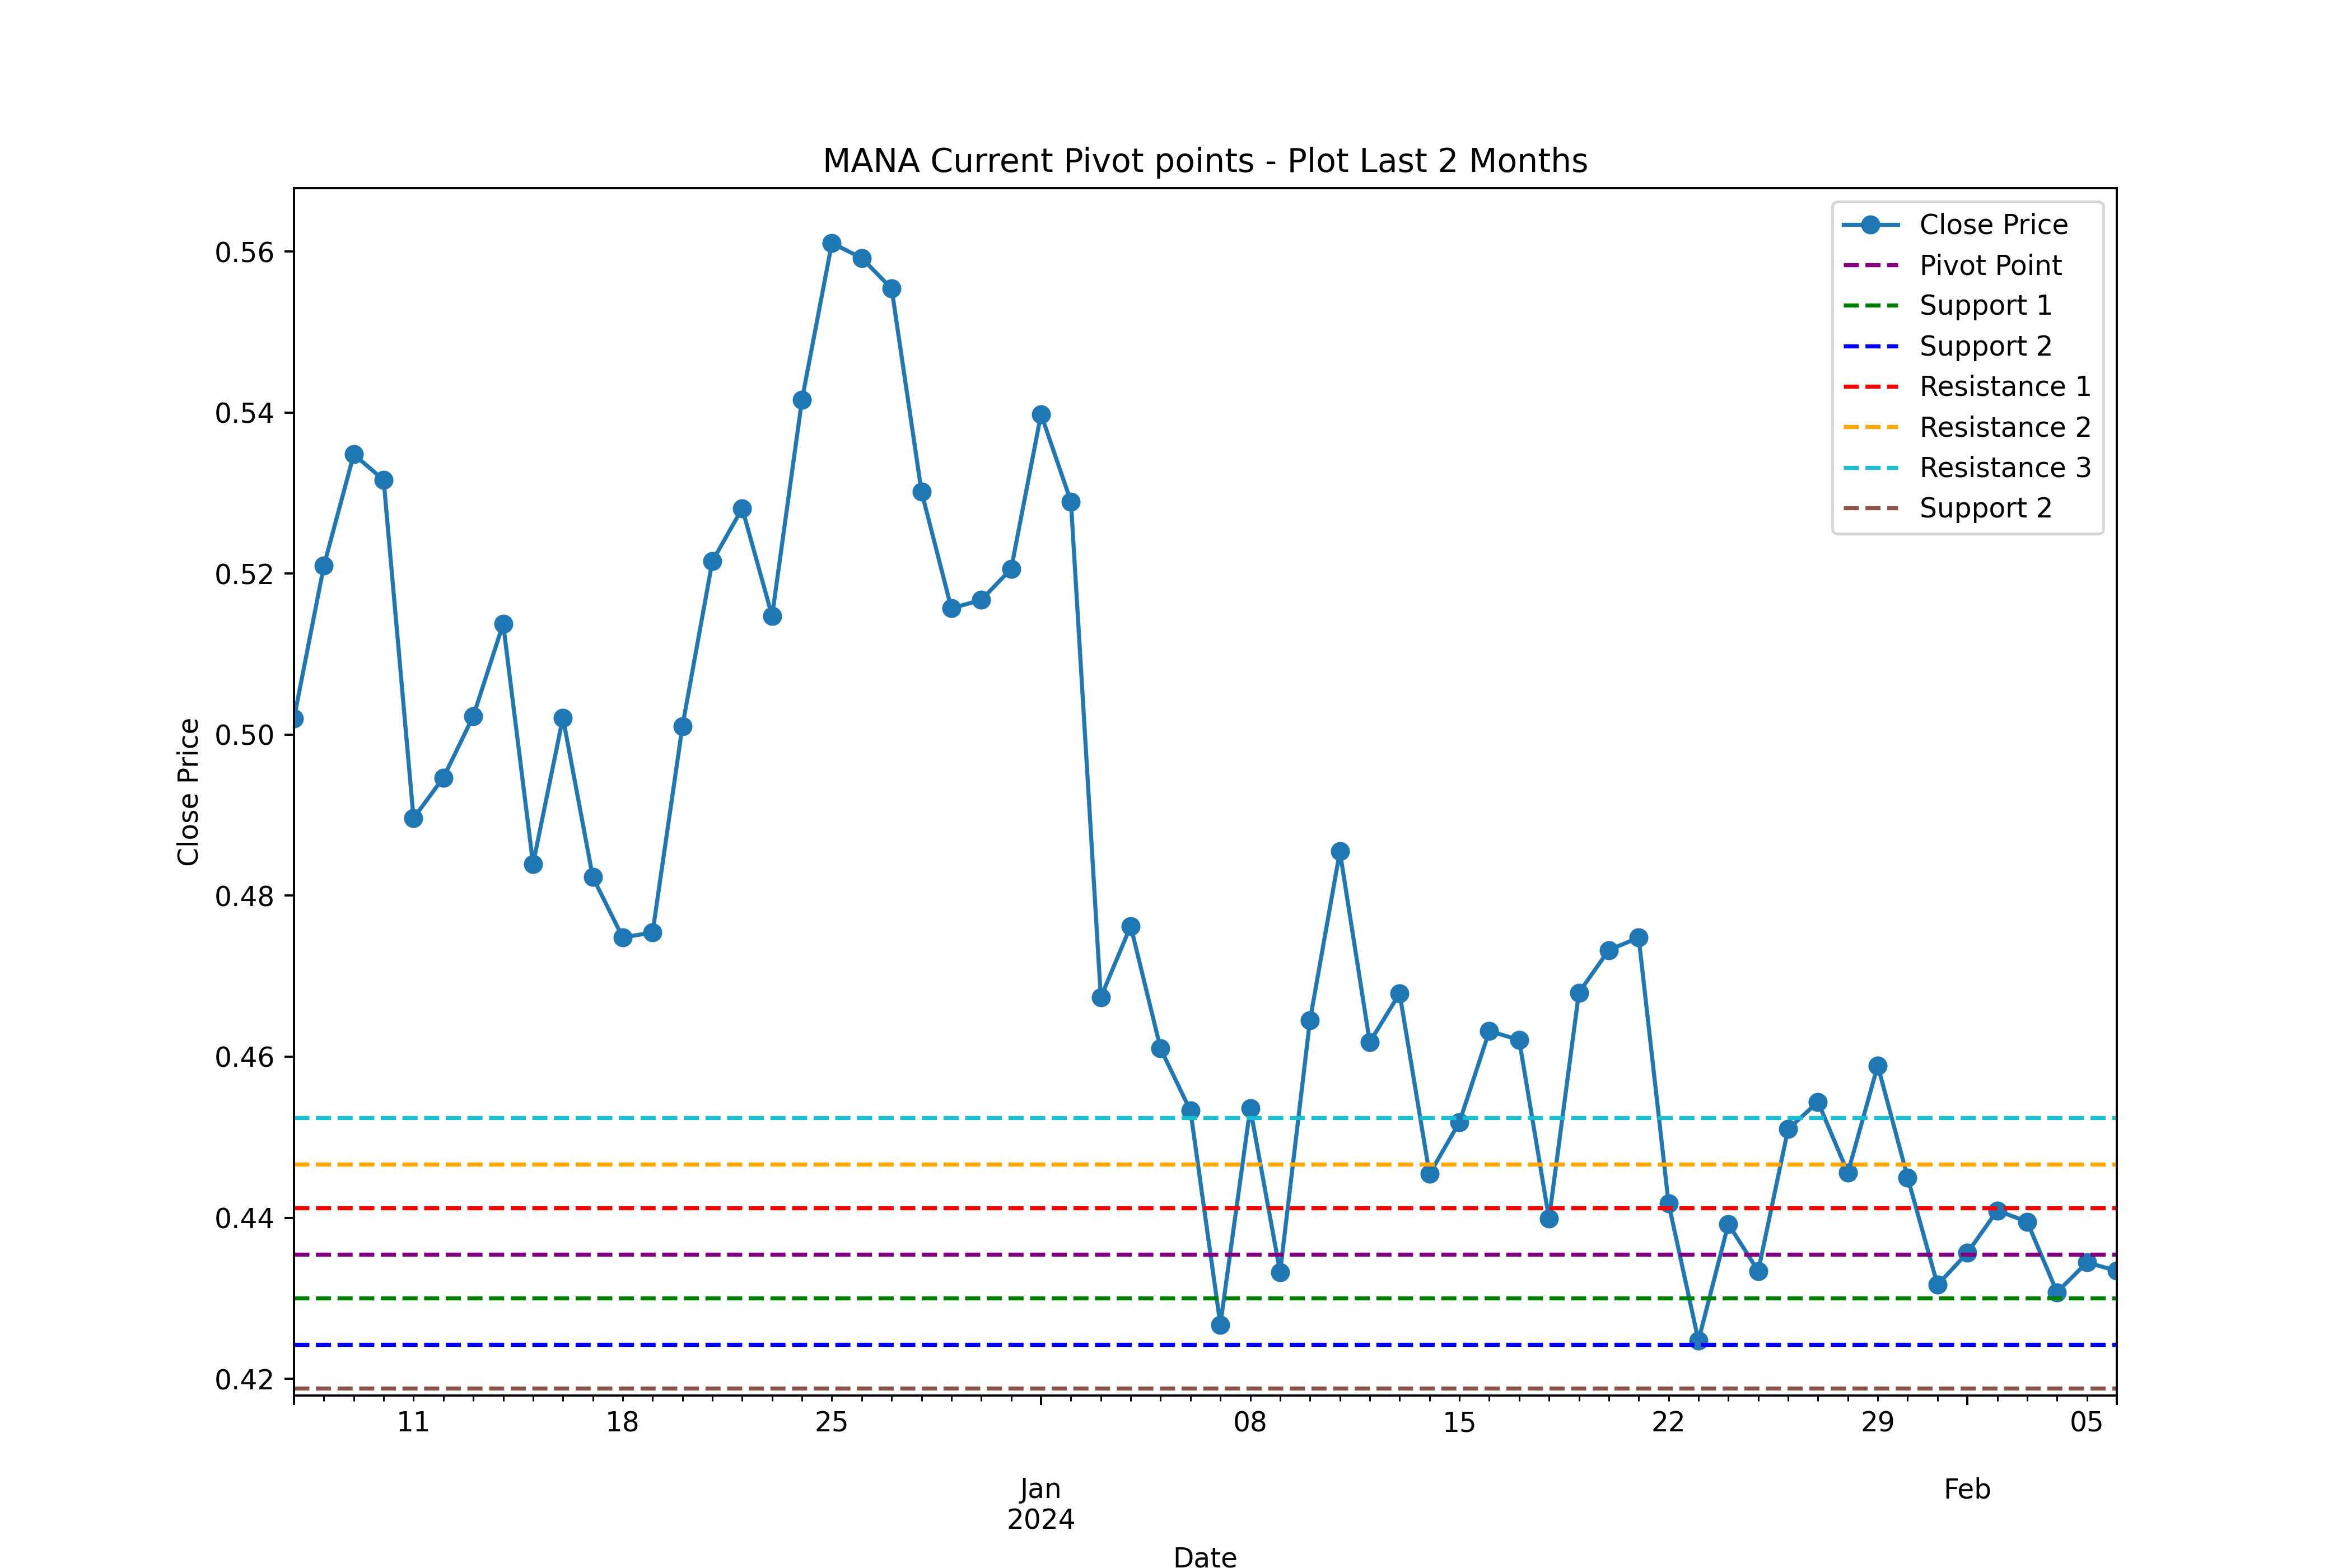 MANA Current Pivot points - Plot Last 2 Months
Close Price
Pivot Point
Support 1
Support 2
Resistance 1
Resistance 2
Resistance 3
Support 2
0.56
0.54
0.52
0.50
0.48
0.46
0.44
0.42
Close Price
11 18 25 08 15 22 29 05
Jan Feb
2024
Date